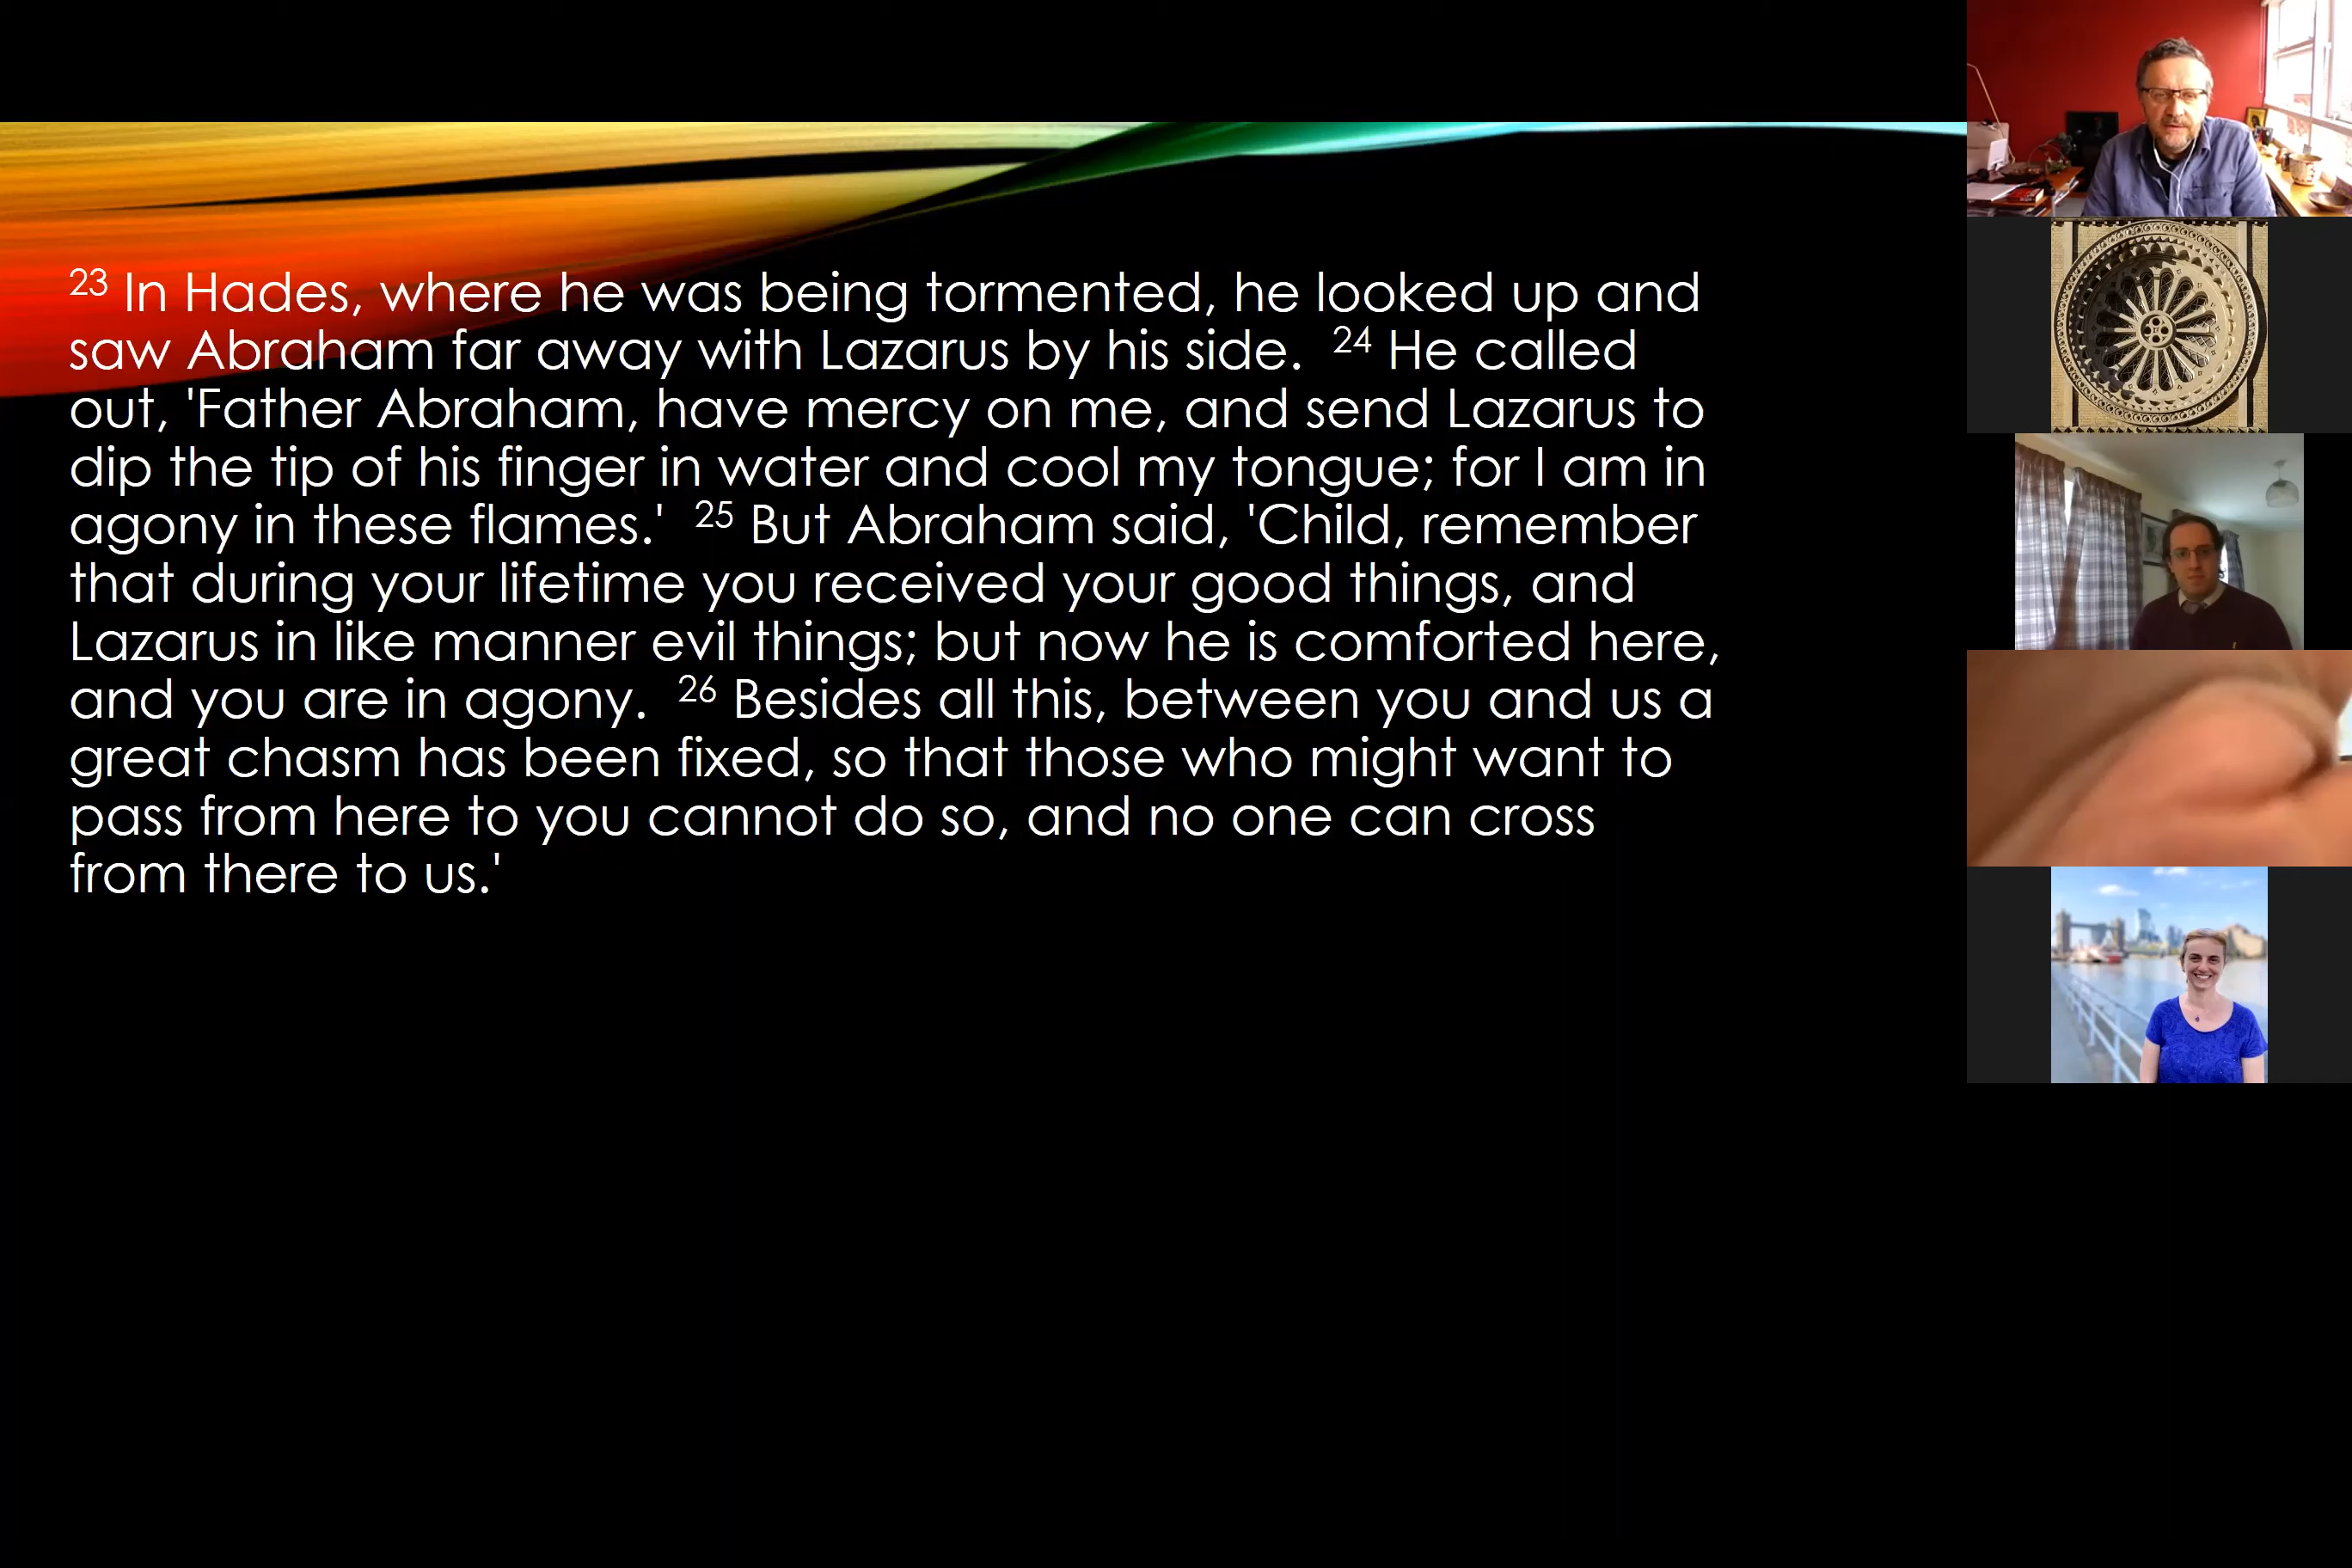 23 In Hades, where he was being tormented, he looked up and
saw Abraham far away with Lazarus by his side.  24 He called
out, 'Father Abraham, have mercy on me, and send Lazarus to
dip the tip of his finger in water and cool my tongue; for I am in
agony in these flames.'  25 But Abraham said, 'Child, remember
that during your lifetime you received your good things, and
Lazarus in like manner evil things; but now he is comforted here,
and you are in agony.  26 Besides all this, between you and us a
great chasm has been fixed, so that those who might want to
pass from here to you cannot do so, and no one can cross
from there to us.'